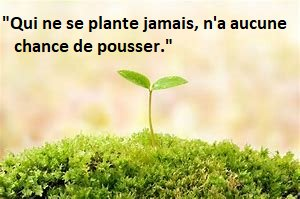 "Qui ne se plante jamais, n'a aucune
chance de pousser."